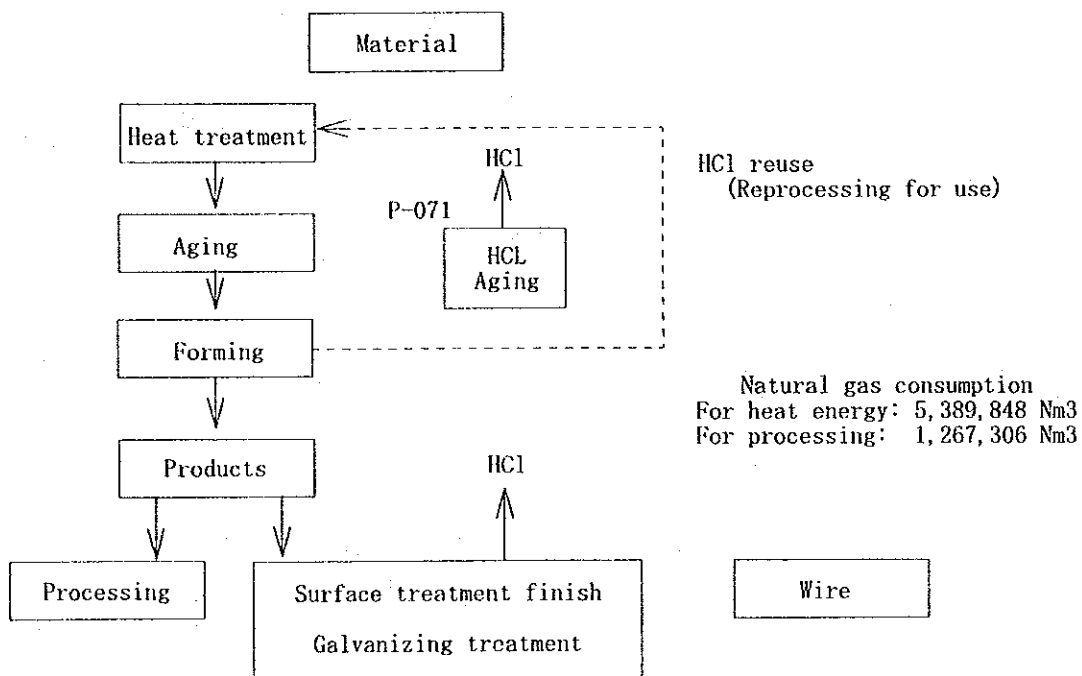 Material
Heat treatment
HCl
HCl reuse
(Reprocessing for use)
P-071
Aging
HCL
Aging
Forming
Natural gas consumption
For heat energy: 5,389,848 Nm3
For processing: 1,267,306 Nm3
Products
HCl
Processing
Surface treatment finish
Galvanizing treatment
Wire